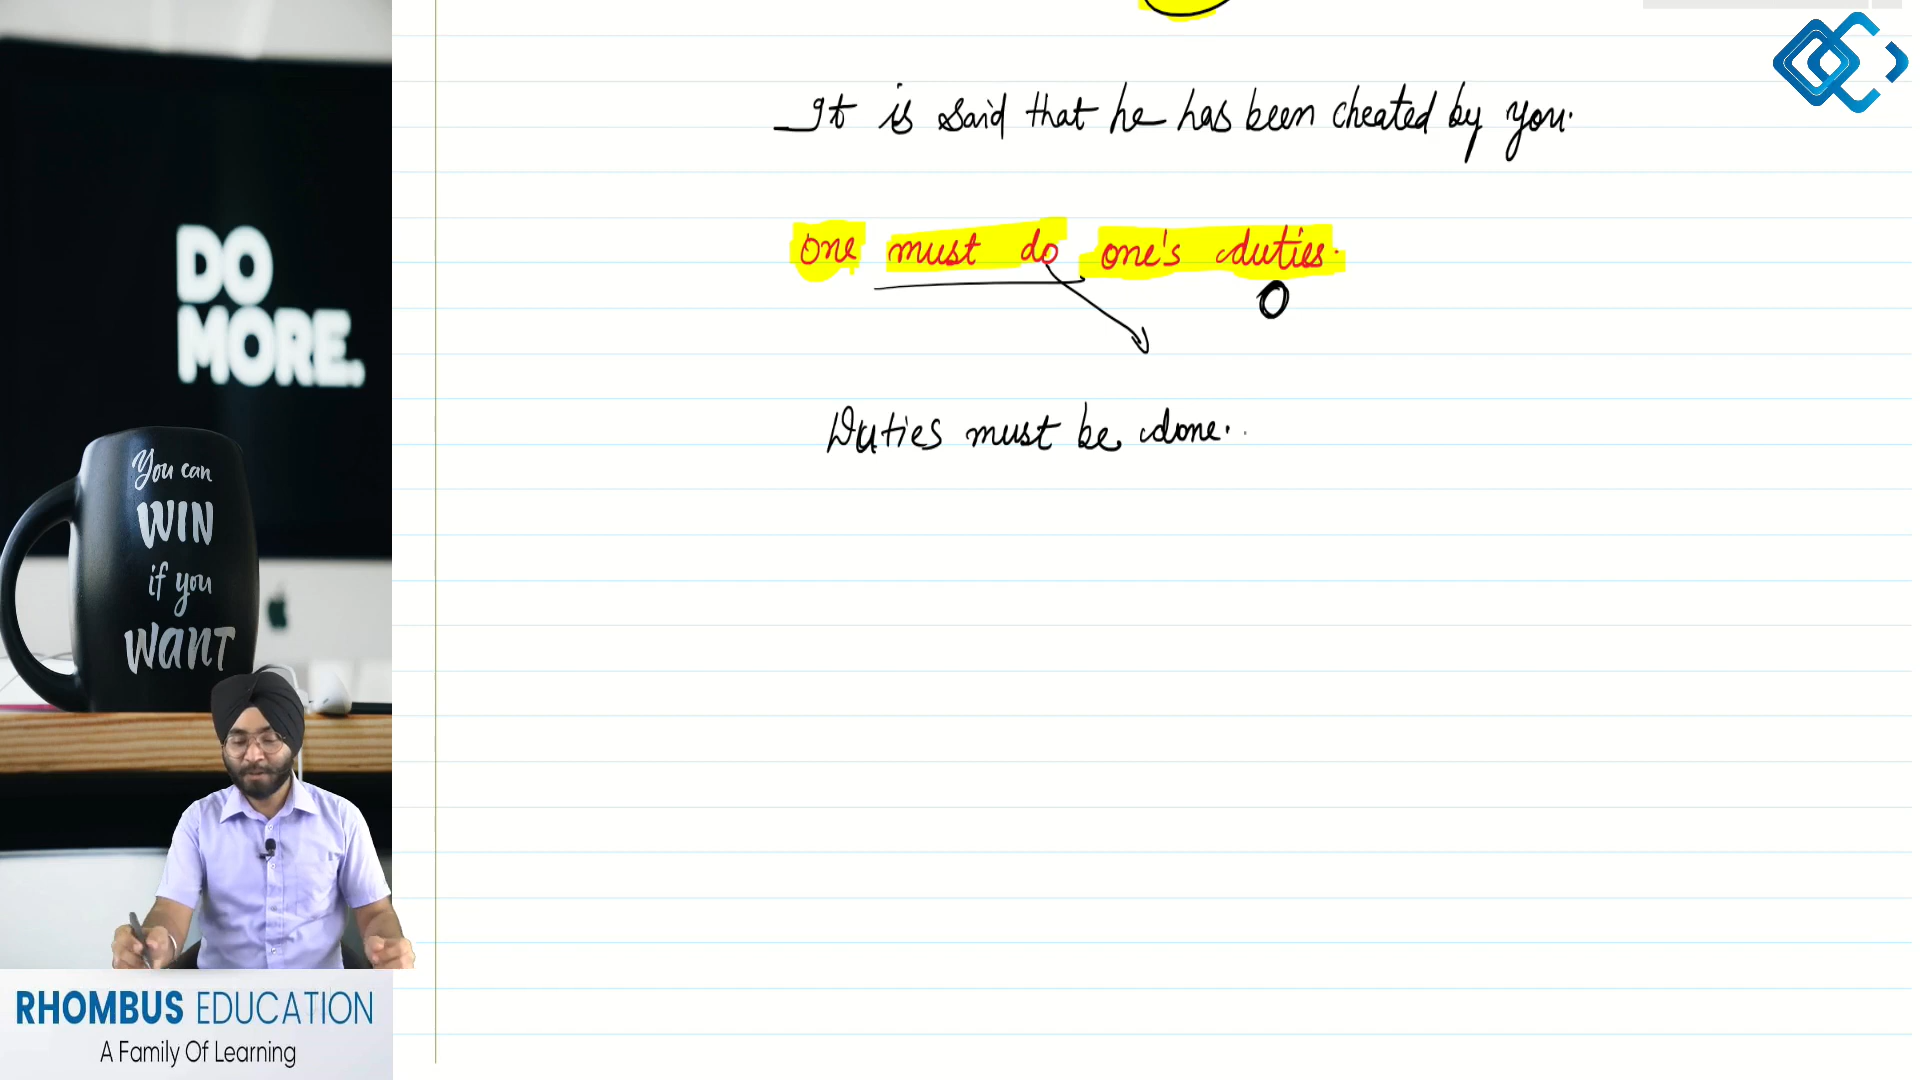 It is said that he has been cheated by you.
one must do one's duties.
O
Duties must be done.
DO
MORE.
You can
WIN
if you
WANT
RHOMBUS EDUCATION
A Family Of Learning